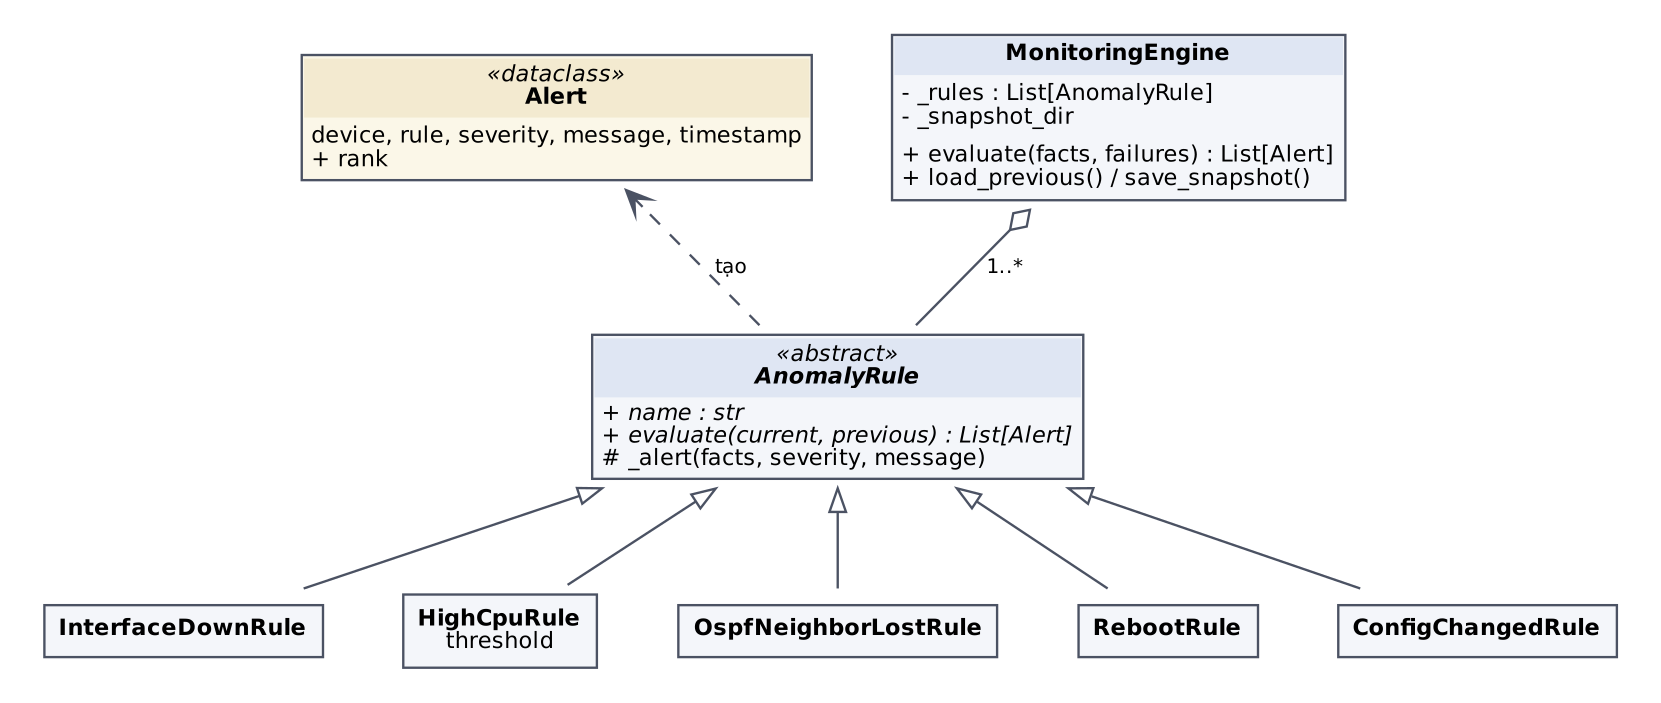 «dataclass»
Alert
device, rule, severity, message, timestamp
+ rank
MonitoringEngine
- _rules : List[AnomalyRule]
- _snapshot_dir
+ evaluate(facts, failures) : List[Alert]
+ load_previous() / save_snapshot()
tạo
1..*
«abstract»
AnomalyRule
+ name : str
+ evaluate(current, previous) : List[Alert]
# _alert(facts, severity, message)
InterfaceDownRule
HighCpuRule
threshold
OspfNeighborLostRule
RebootRule
ConfigChangedRule